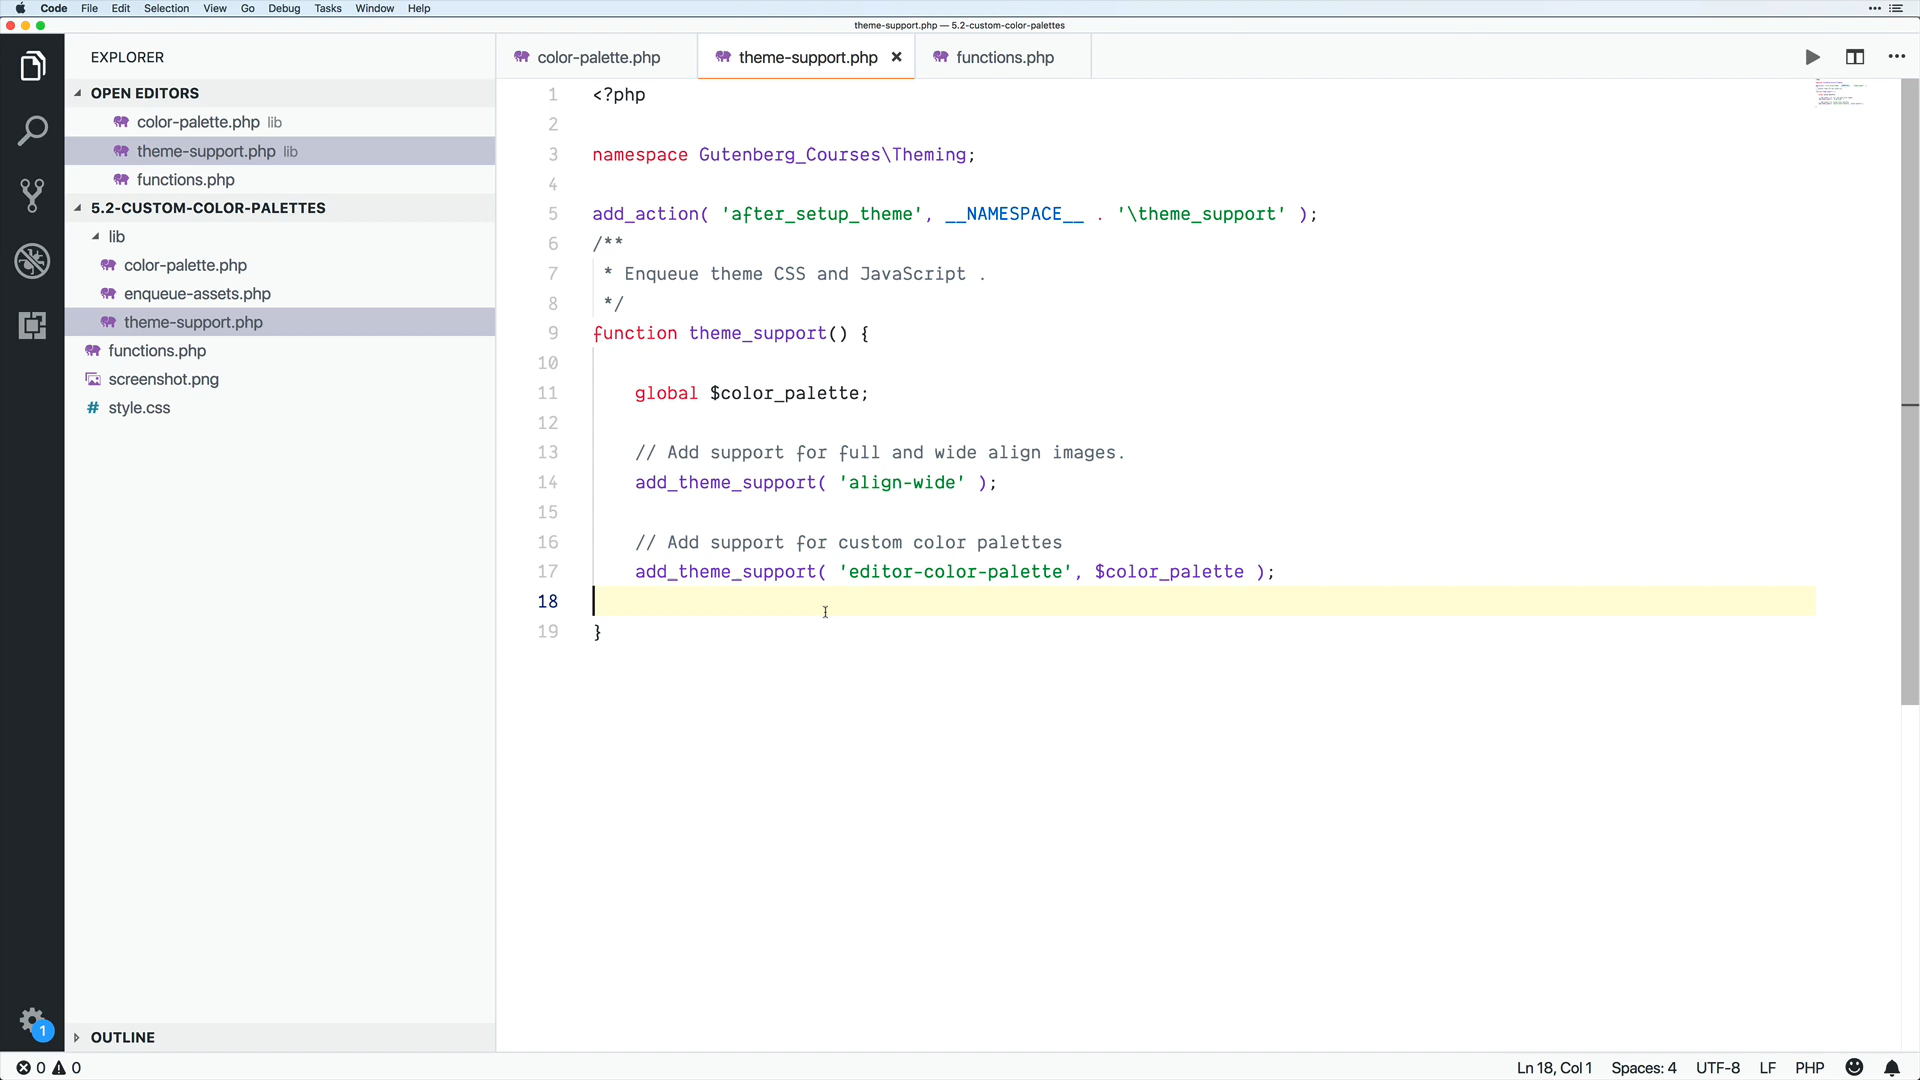 Code File Edit Selection View Go Debug Tasks Window Help
theme-support.php — 5.2-custom-color-palettes
EXPLORER
OPEN EDITORS
color-palette.php lib
theme-support.php lib
functions.php
5.2-CUSTOM-COLOR-PALETTES
lib
color-palette.php
enqueue-assets.php
theme-support.php
functions.php
screenshot.png
# style.css
OUTLINE
1
color-palette.php theme-support.php functions.php
1 <?php
2
3 namespace Gutenberg_Courses\Theming;
4
5 add_action( 'after_setup_theme', __NAMESPACE__ . '\theme_support' );
6 /**
7 * Enqueue theme CSS and JavaScript .
8 */
9 function theme_support() {
10
11 global $color_palette;
12
13 // Add support for full and wide align images.
14 add_theme_support( 'align-wide' );
15
16 // Add support for custom color palettes
17 add_theme_support( 'editor-color-palette', $color_palette );
18
19 }
0 0 Ln 18, Col 1 Spaces: 4 UTF-8 LF PHP